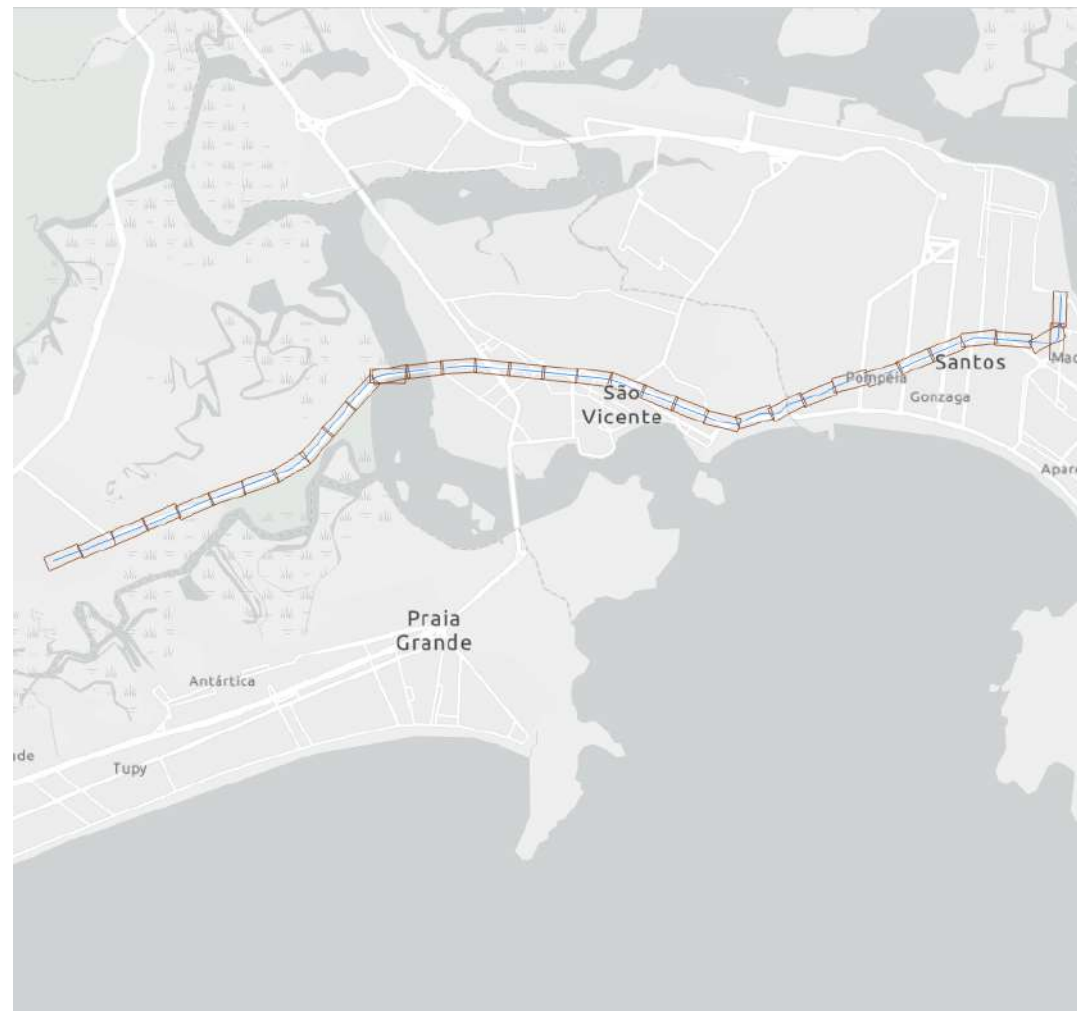 São
Vicente
Pompéia
Santos
Gonzaga
Praia
Grande
Antártica
Tupy